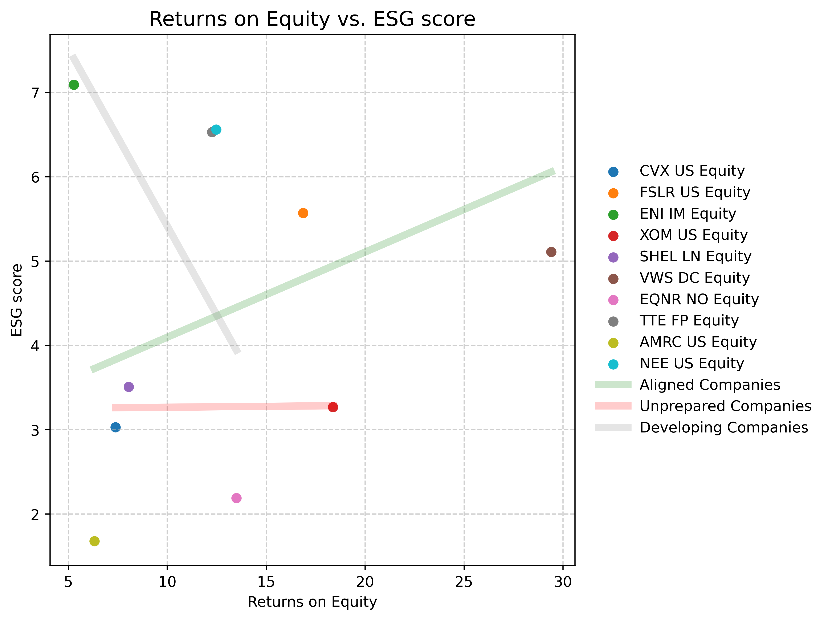 Returns on Equity vs. ESG score
ESG score
7
6
5
4
3
2
5 10 15 20 25 30
Returns on Equity
CVX US Equity
FSLR US Equity
ENI IM Equity
XOM US Equity
SHEL LN Equity
VWS DC Equity
EQNR NO Equity
TTE FP Equity
AMRC US Equity
NEE US Equity
Aligned Companies
Unprepared Companies
Developing Companies